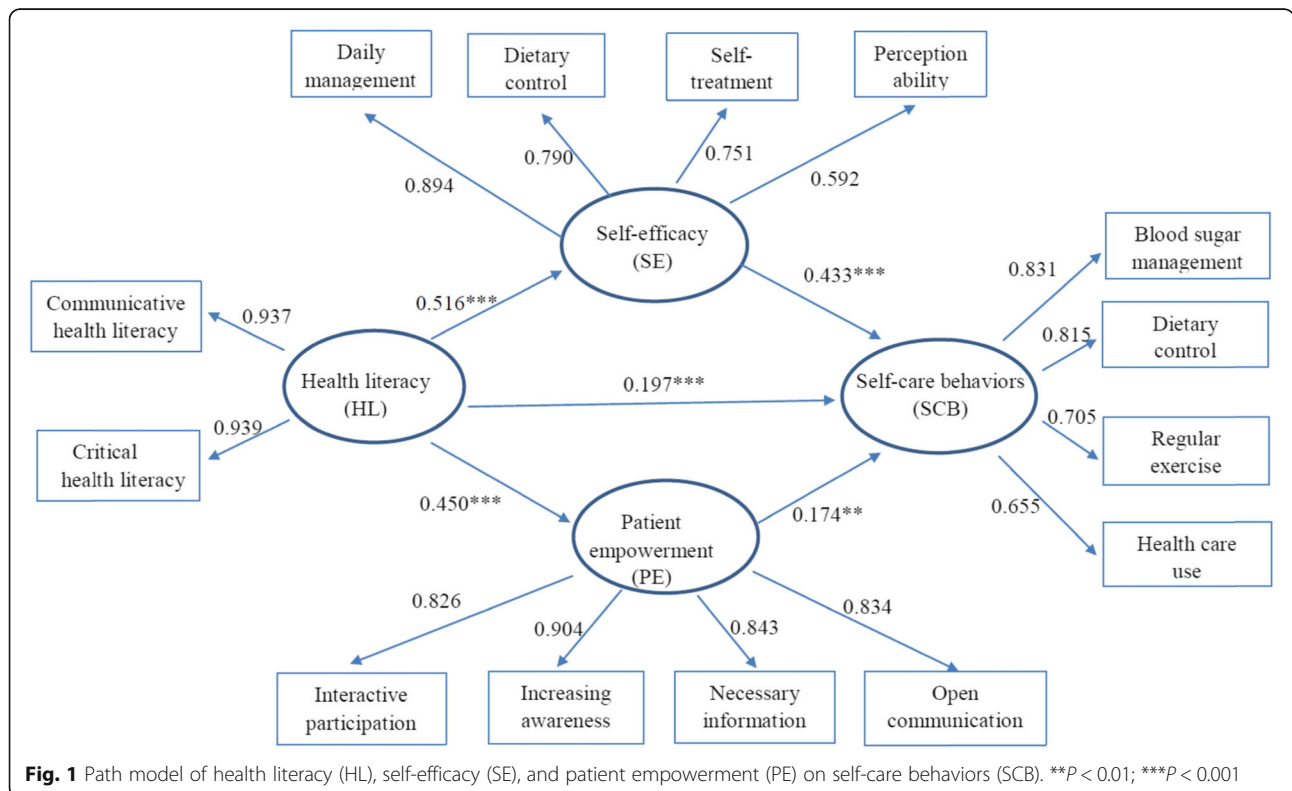 Daily
management
Dietary
control
Self-
treatment
Perception
ability
0.894
0.790
0.751
0.592
Self-efficacy
(SE)
Communicative
health literacy
Critical
health literacy
0.937
0.939
Health literacy
(HL)
0.516***
0.197***
0.450***
0.433***
0.174**
Self-care behaviors
(SCB)
0.831
0.815
0.705
0.655
Blood sugar
management
Dietary
control
Regular
exercise
Health care
use
Patient
empowerment
(PE)
0.826
0.904
0.843
0.834
Interactive
participation
Increasing
awareness
Necessary
information
Open
communication
Fig. 1 Path model of health literacy (HL), self-efficacy (SE), and patient empowerment (PE) on self-care behaviors (SCB). **P < 0.01; ***P < 0.001